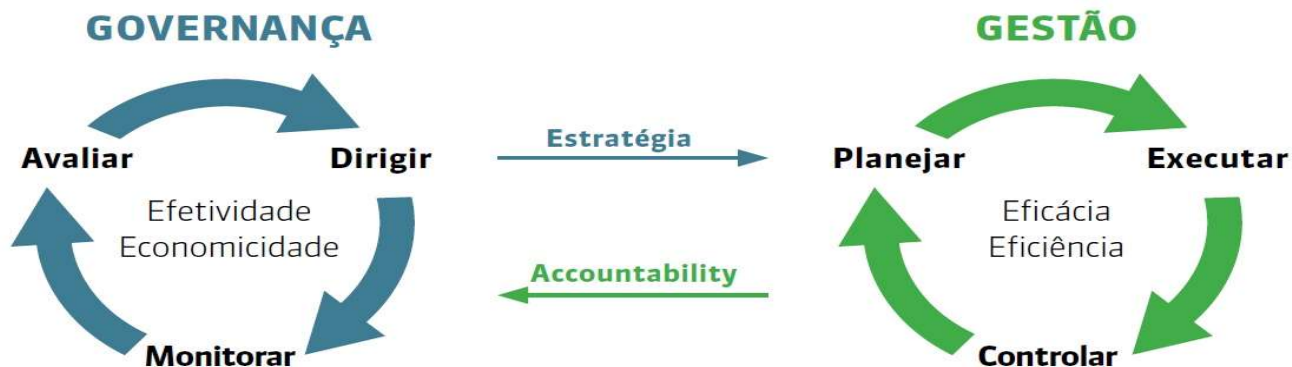 GOVERNANÇA
Avaliar
Dirigir
Efetividade
Economicidade
Monitorar
Estratégia
Accountability
GESTÃO
Planejar
Executar
Eficácia
Eficiência
Controlar